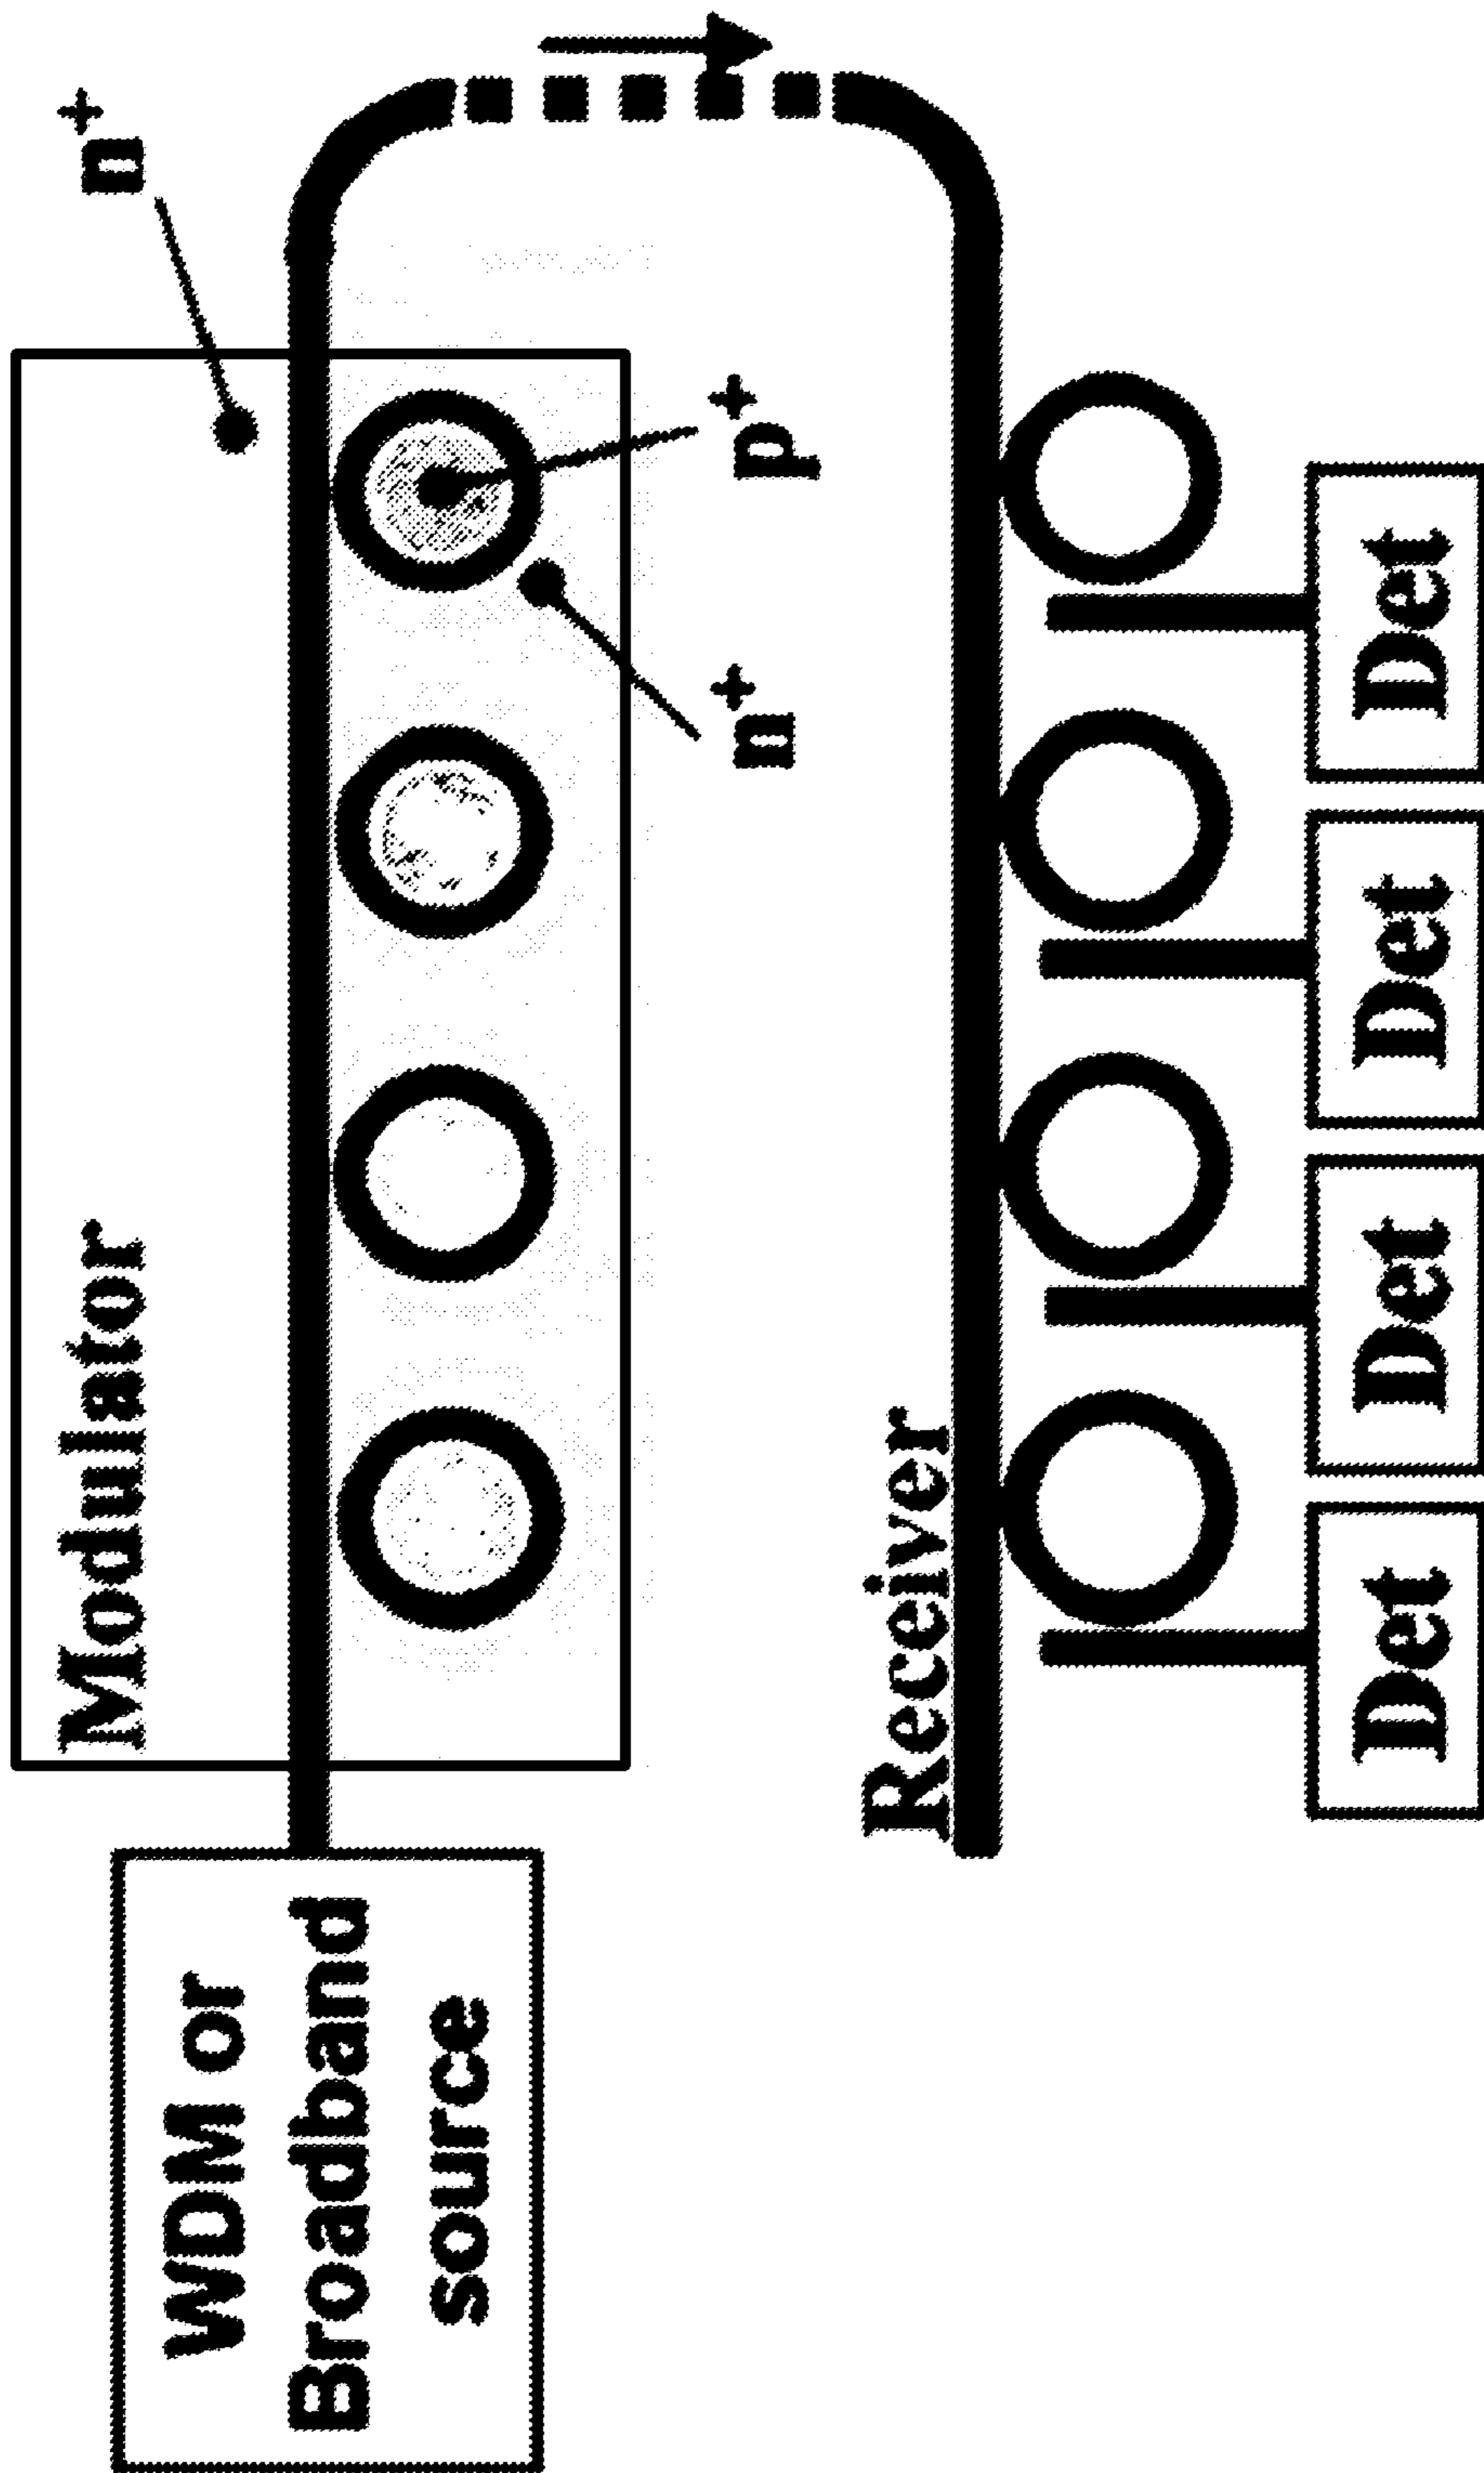 Modulator
n⁺
WDM or
Broadband
source
n⁺
p⁺
Receiver
Det
Det
Det
Det